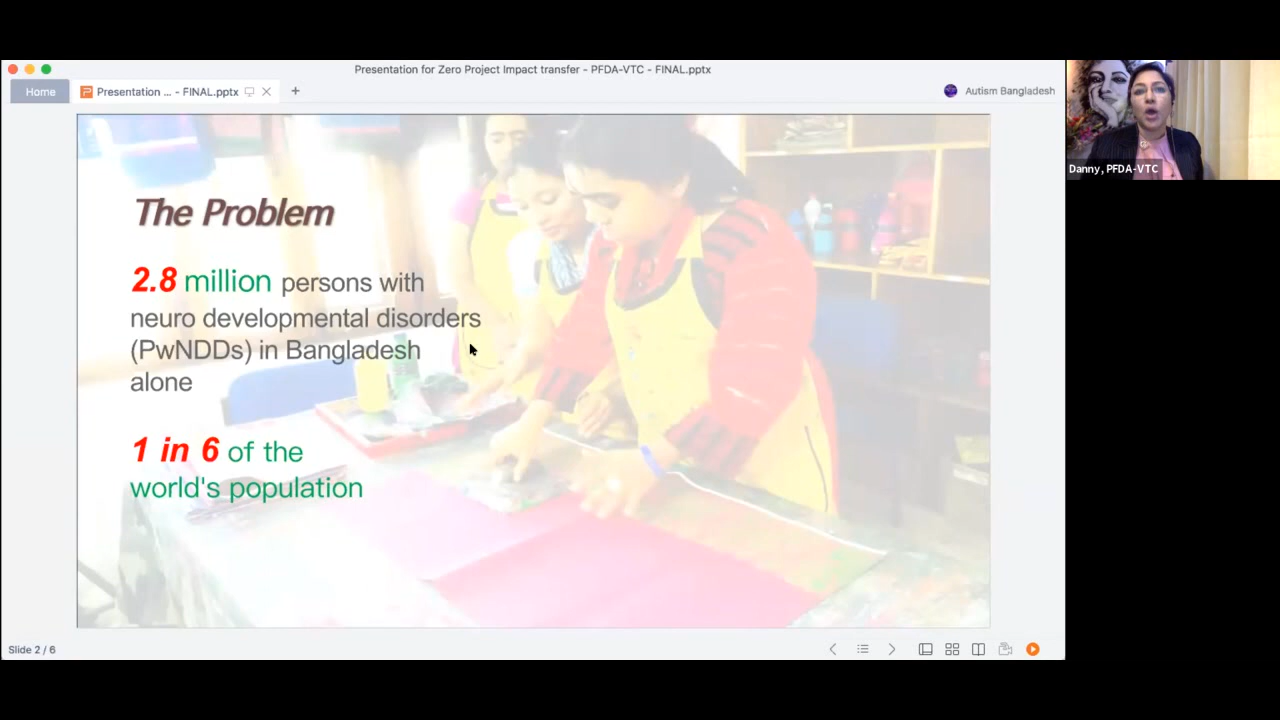 Presentation for Zero Project Impact transfer - PFDA-VTC - FINAL.pptx
Home
Presentation ... - FINAL.pptx
Autism Bangladesh
Danny, PFDA-VTC
The Problem
2.8 million persons with
neuro developmental disorders
(PwNDDs) in Bangladesh
alone
1 in 6 of the
world's population
Slide 2 / 6